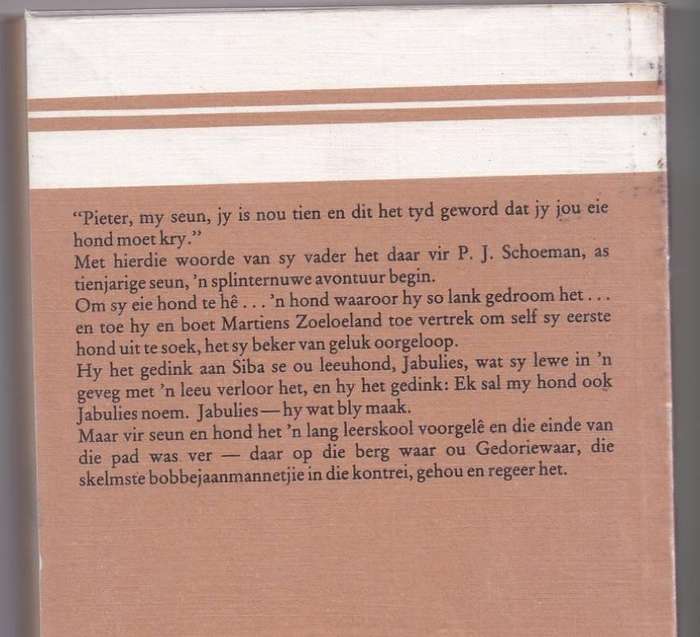 “Pieter, my seun, jy is nou tien en dit het tyd geword dat jy jou eie
hond moet kry.”
Met hierdie woorde van sy vader het daar vir P. J. Schoeman, as
tienjarige seun, 'n splinternuwe avontuur begin.
Om sy eie hond te hê . . . 'n hond waaroor hy so lank gedroom het . . .
en toe hy en boet Martiens Zoeloeland toe vertrek om self sy eerste
hond uit te soek, het sy beker van geluk oorgeloop.
Hy het gedink aan Siba se ou leeuhond, Jabulies, wat sy lewe in 'n
geveg met 'n leeu verloor het, en hy het gedink: Ek sal my hond ook
Jabulies noem. Jabulies — hy wat bly maak.
Maar vir seun en hond het 'n lang leerskool voorgelê en die einde van
die pad was ver — daar op die berg waar ou Gedoriewaar, die
skelmste bobbejaanmannetjie in die kontrei, gehou en regeer het.